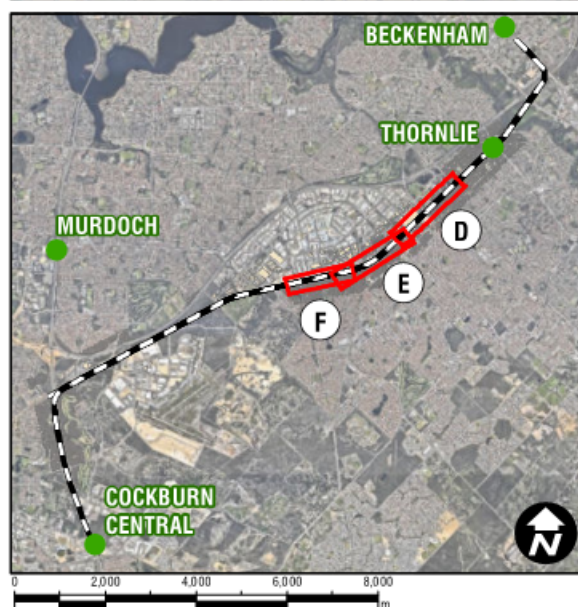 BECKENHAM
THORNLIE
MURDOCH
D
E
F
COCKBURN
CENTRAL
N
0 2,000 4,000 6,000 8,000
m